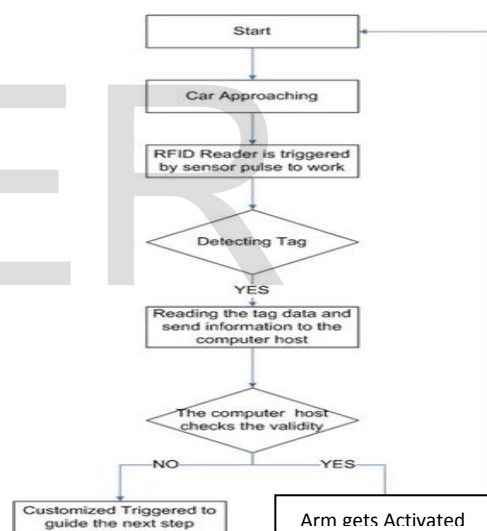 Start
Car Approaching
RFID Reader is triggered
by sensor pulse to work
Detecting Tag
YES
Reading the tag data and
send information to the
computer host
The computer host
checks the validity
NO
YES
Customized Triggered to
guide the next step
Arm gets Activated
ER